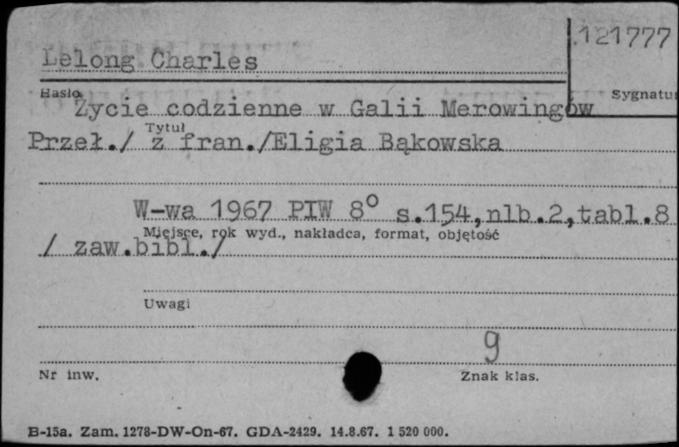 121777
Lelong Charles
Hasło
Sygnatu
Życie codzienne w Galii Merowingów
Tytuł
Przeł./ z fran./Eligia Bąkowska
W-wa 1967 PIW 8° s.154,nlb.2,tabl.8
Miejsce, rok wyd., nakładca, format, objętość
/ zaw.bibl./
Uwagi
9
Nr inw.
Znak klas.
B-15a. Zam. 1278-DW-On-67. GDA-2429. 14.8.67. 1 520 000.